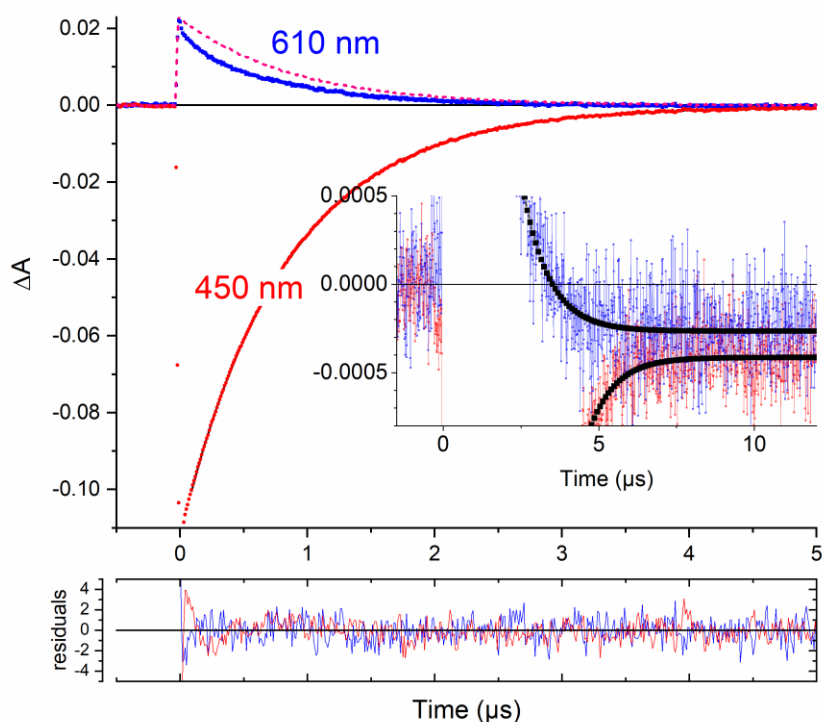 0.02
0.00
-0.02
-0.04
-0.06
-0.08
-0.10
ΔA
610 nm
450 nm
0.0005
0.0000
-0.0005
0 5 10
Time (µs)
0 1 2 3 4 5
4
2
0
-2
-4
residuals
Time (µs)